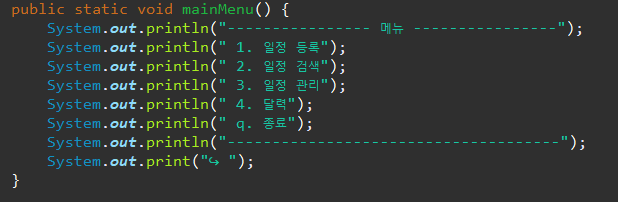 public static void mainMenu() {
System.out.println("---------------- 메뉴 ----------------");
System.out.println(" 1. 일정 등록");
System.out.println(" 2. 일정 검색");
System.out.println(" 3. 일정 관리");
System.out.println(" 4. 달력");
System.out.println(" q. 종료");
System.out.println("-------------------------------------");
System.out.print("↪ ");
}